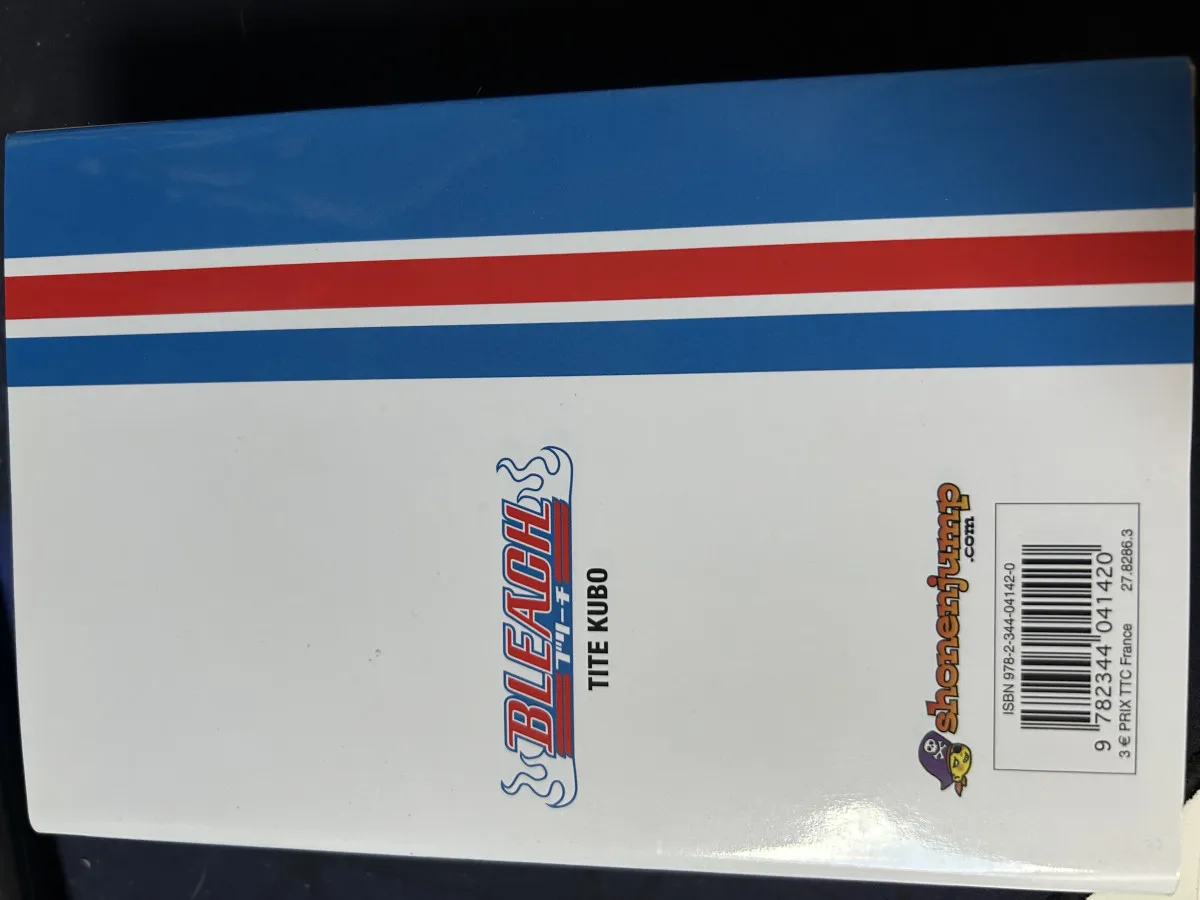 BLEACH
ブリーチ
TITE KUBO
shonenjump
.com
ISBN 978-2-344-04142-0
9 782344 041420
3 € PRIX TTC France 27.8286.3